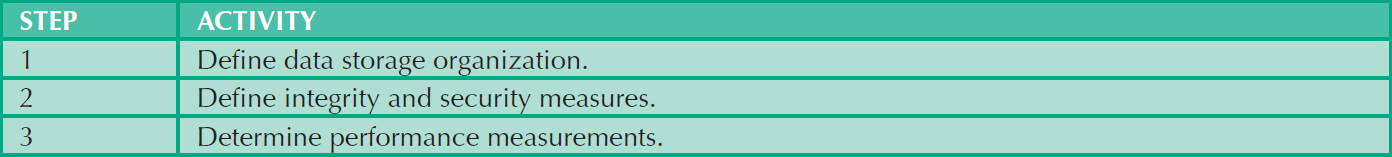 STEP ACTIVITY
1 Define data storage organization.
2 Define integrity and security measures.
3 Determine performance measurements.